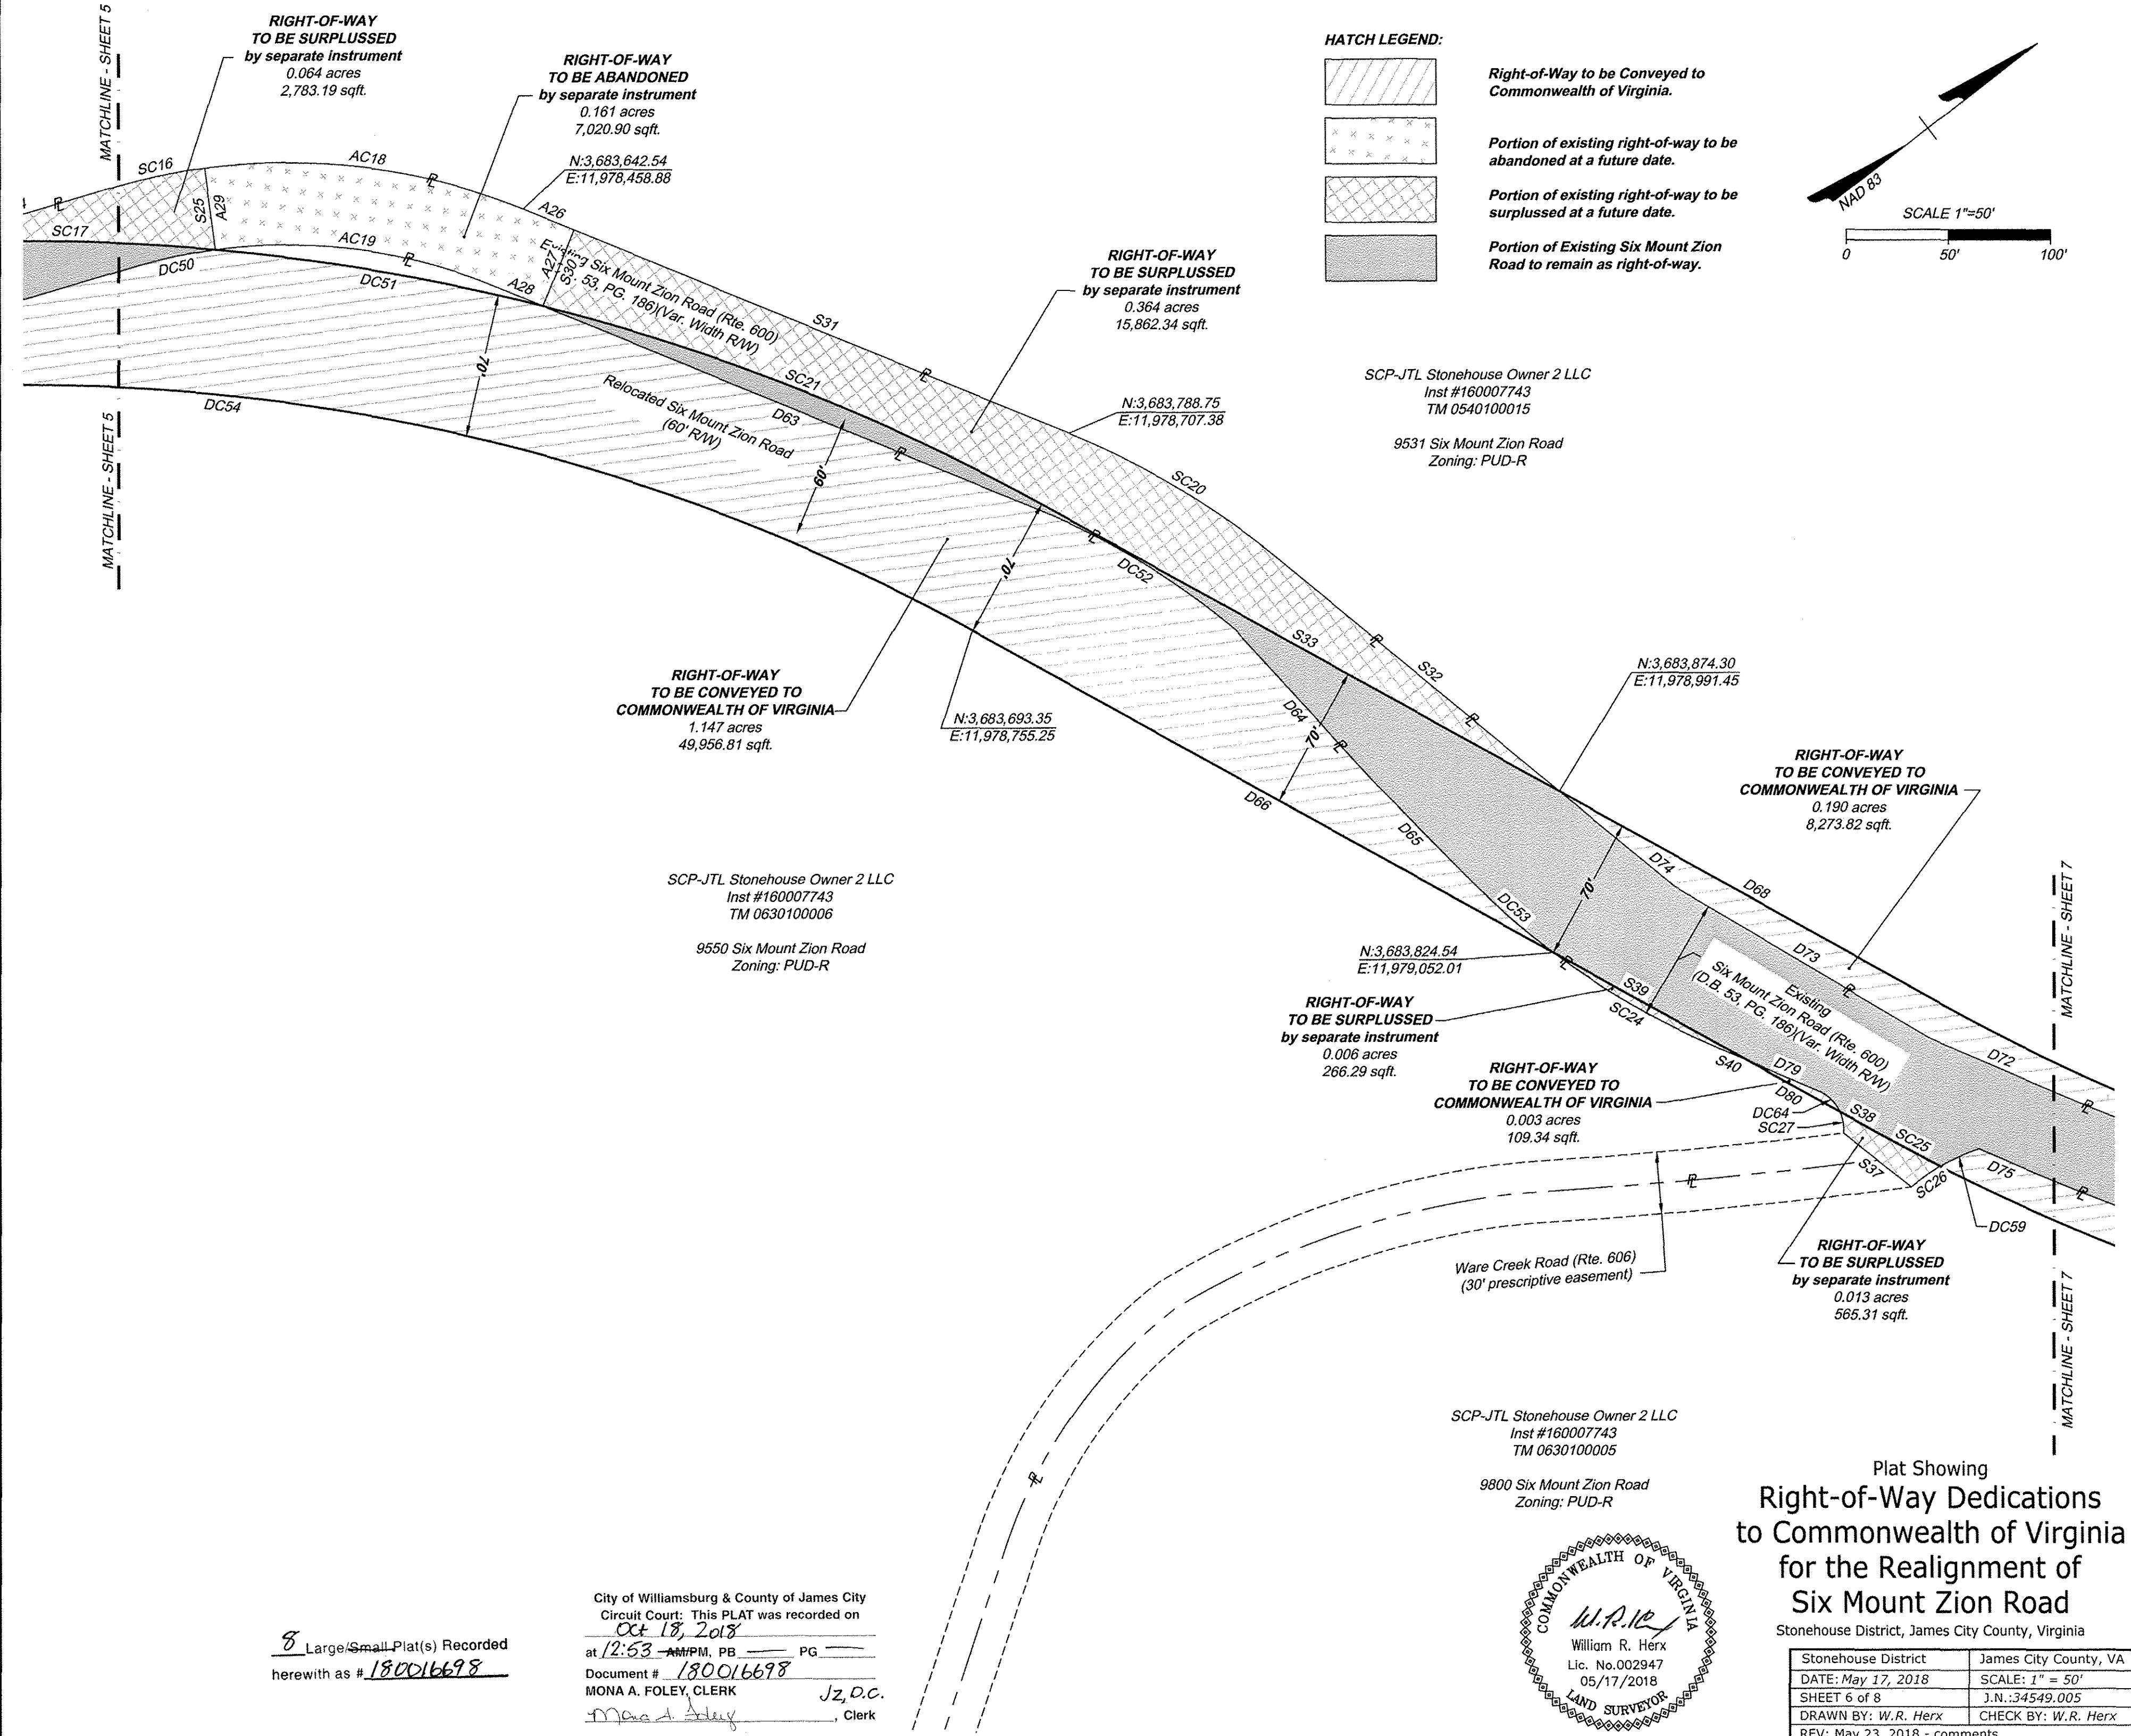 MATCHLINE - SHEET 5
RIGHT-OF-WAY
TO BE SURPLUSSED
by separate instrument
0.064 acres
2,783.19 sqft.
RIGHT-OF-WAY
TO BE ABANDONED
by separate instrument
0.161 acres
7,020.90 sqft.
N:3,683,642.54
E:11,978,458.88
HATCH LEGEND:
Right-of-Way to be Conveyed to
Commonwealth of Virginia.
Portion of existing right-of-way to be
abandoned at a future date.
Portion of existing right-of-way to be
surplussed at a future date.
Portion of Existing Six Mount Zion
Road to remain as right-of-way.
NAD 83
SCALE 1"=50'
0 50' 100'
SC16
AC18
SC17
S25
A29
DC50
AC19
A26
A27
S30
DC51
A28
Existing Six Mount Zion Road (Rte. 600)
53, PG. 186)(Var. Width R/W)
S31
70'
SC21
D63
Relocated Six Mount Zion Road
(60' R/W)
60'
DC54
MATCHLINE - SHEET 5
RIGHT-OF-WAY
TO BE SURPLUSSED
by separate instrument
0.364 acres
15,862.34 sqft.
N:3,683,788.75
E:11,978,707.38
SCP-JTL Stonehouse Owner 2 LLC
Inst #160007743
TM 0540100015
9531 Six Mount Zion Road
Zoning: PUD-R
SC20
70'
DC52
S33
S32
D64
70'
D66
D65
RIGHT-OF-WAY
TO BE CONVEYED TO
COMMONWEALTH OF VIRGINIA
1.147 acres
49,956.81 sqft.
N:3,683,693.35
E:11,978,755.25
N:3,683,874.30
E:11,978,991.45
RIGHT-OF-WAY
TO BE CONVEYED TO
COMMONWEALTH OF VIRGINIA
0.190 acres
8,273.82 sqft.
SCP-JTL Stonehouse Owner 2 LLC
Inst #160007743
TM 0630100006
9550 Six Mount Zion Road
Zoning: PUD-R
D74
D68
70'
DC53
D73
MATCHLINE - SHEET 7
N:3,683,824.54
E:11,979,052.01
Existing
Six Mount Zion Road (Rte. 600)
(D.B. 53, PG. 186)(Var. Width R/W)
S39
SC24
D72
RIGHT-OF-WAY
TO BE SURPLUSSED
by separate instrument
0.006 acres
266.29 sqft.
S40
D79
D80
RIGHT-OF-WAY
TO BE CONVEYED TO
COMMONWEALTH OF VIRGINIA
0.003 acres
109.34 sqft.
DC64
SC27
S38
SC25
S37
SC26
D75
DC59
Ware Creek Road (Rte. 606)
(30' prescriptive easement)
RIGHT-OF-WAY
TO BE SURPLUSSED
by separate instrument
0.013 acres
565.31 sqft.
MATCHLINE - SHEET 7
SCP-JTL Stonehouse Owner 2 LLC
Inst #160007743
TM 0630100005
9800 Six Mount Zion Road
Zoning: PUD-R
Plat Showing
Right-of-Way Dedications
to Commonwealth of Virginia
for the Realignment of
Six Mount Zion Road
Stonehouse District, James City County, Virginia
Stonehouse District James City County, VA
DATE: May 17, 2018 SCALE: 1" = 50'
SHEET 6 of 8 J.N.:34549.005
DRAWN BY: W.R. Herx CHECK BY: W.R. Herx
REV: May 23, 2018 - comments
COMMONWEALTH OF VIRGINIA
William R. Herx
Lic. No.002947
05/17/2018
LAND SURVEYOR
8 Large/Small Plat(s) Recorded
herewith as # 180016698
City of Williamsburg & County of James City
Circuit Court: This PLAT was recorded on
Oct 18, 2018
at 12:53 AM/PM, PB PG
Document # 180016698
MONA A. FOLEY, CLERK JZ, D.C.
Mona A. Foley, Clerk